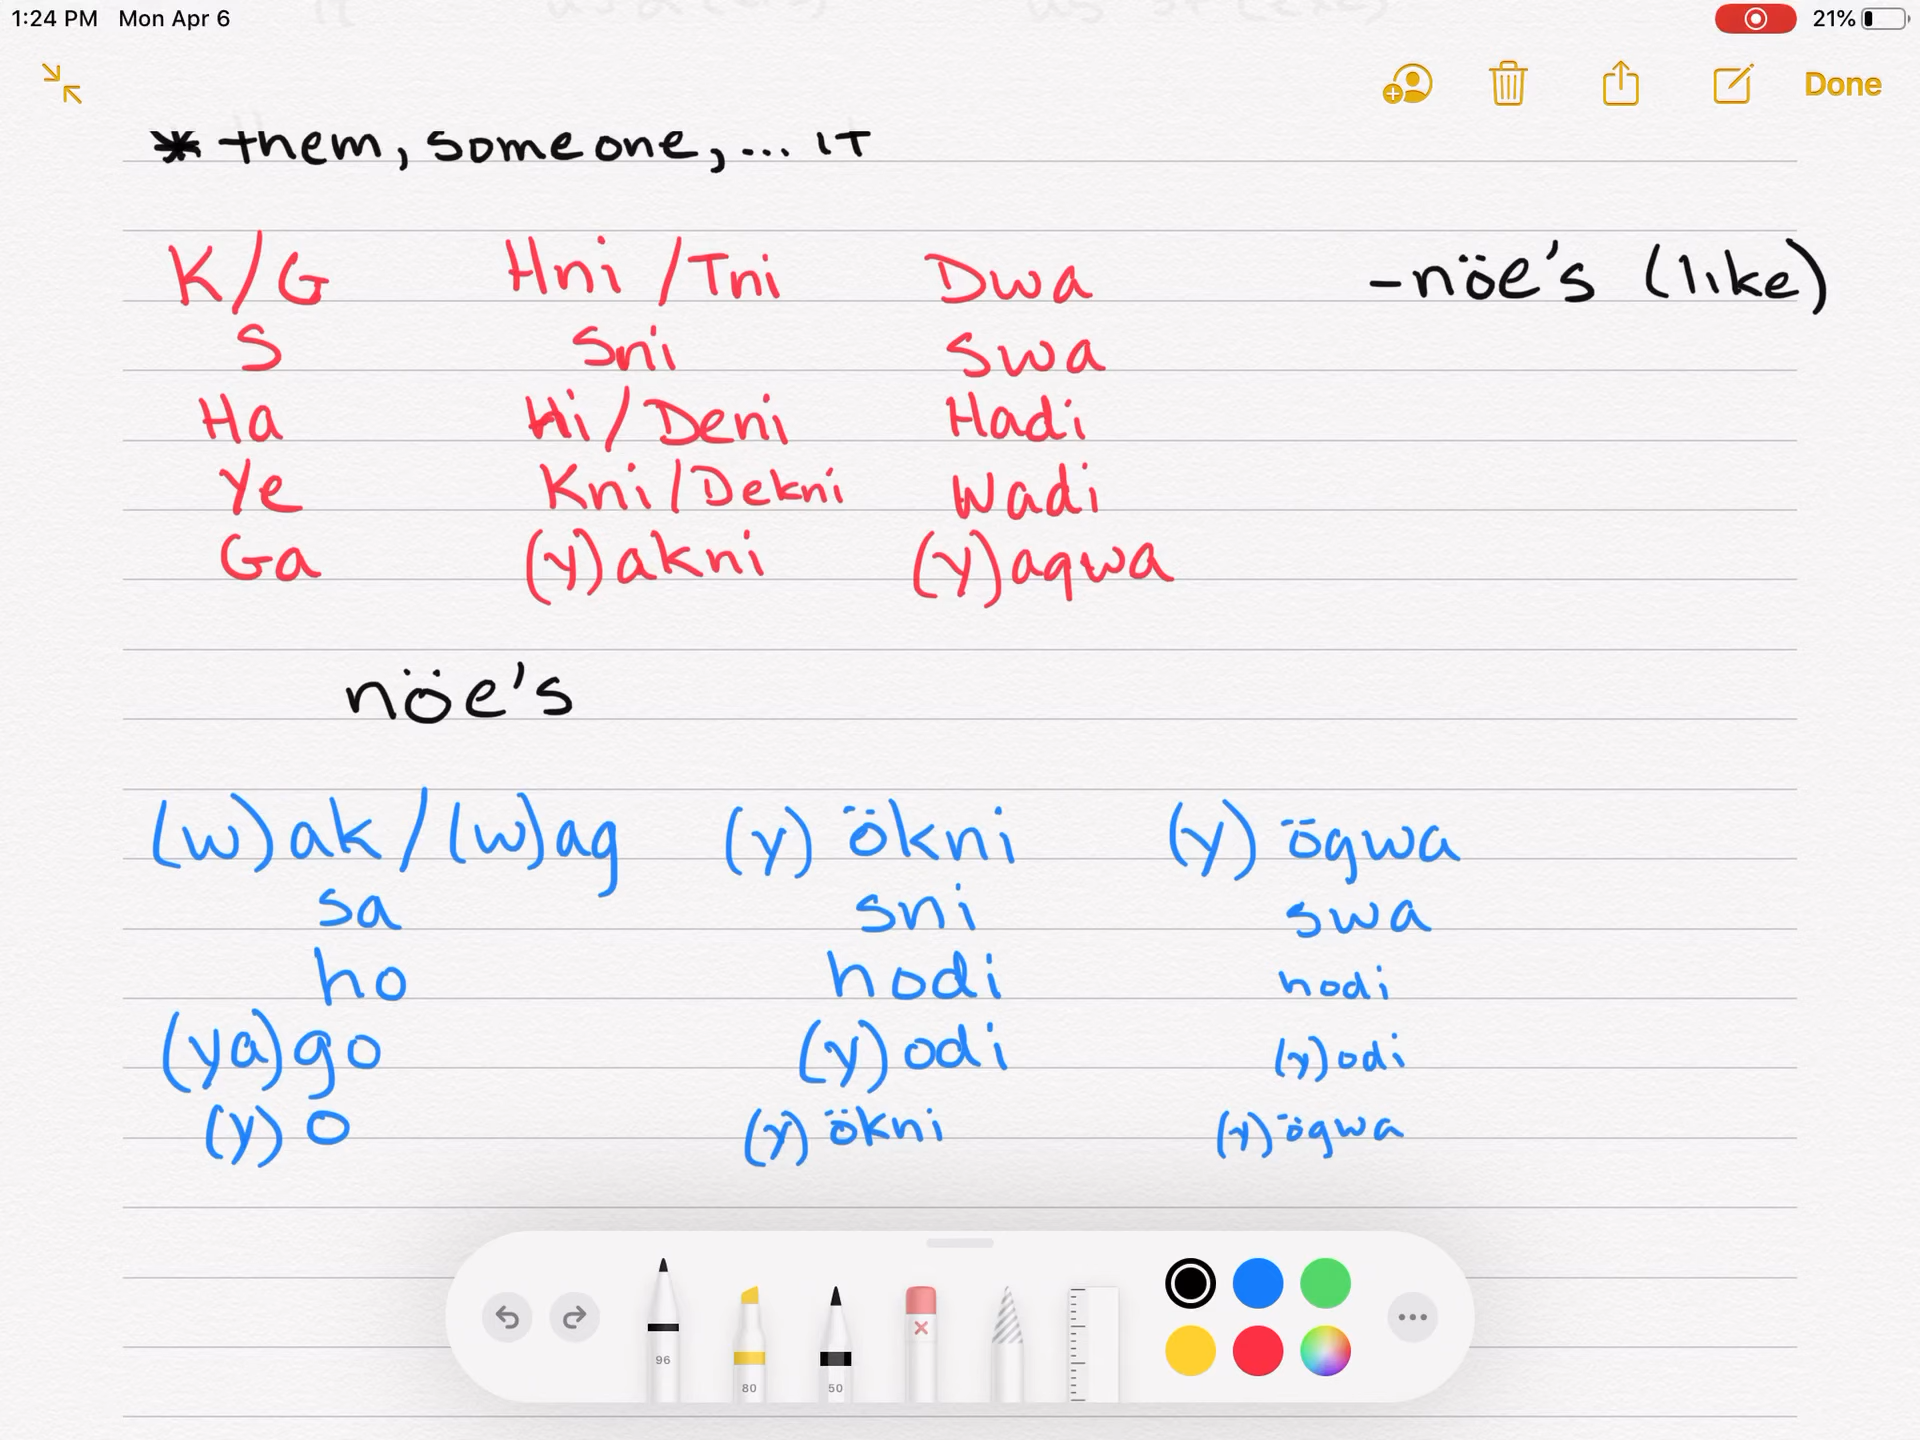 1:24 PM Mon Apr 6 21%
Done
* them, someone, ... it
K/G Hni/Tni Dwa -nöe's (like)
S Sni Swa
Ha Hi/Deni Hadi
Ye Kni/Dekni Wadi
Ga (y)akni (y)agwa
nöe's
(w)ak/(w)ag (y)ökni (y)ögwa
sa sni swa
ho hodi hodi
(ya)go (y)odi (y)odi
(y)o (y)ökni (y)ögwa
96 80 50